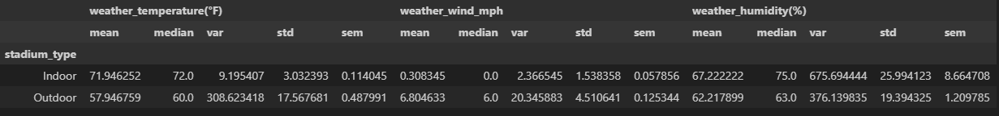 weather_temperature(°F) weather_wind_mph weather_humidity(%)
mean median var std sem mean median var std sem mean median var std sem
stadium_type
Indoor 71.946252 72.0 9.195407 3.032393 0.114045 0.308345 0.0 2.366545 1.538358 0.057856 67.222222 75.0 675.694444 25.994123 8.664708
Outdoor 57.946759 60.0 308.623418 17.567681 0.487991 6.804633 6.0 20.345883 4.510641 0.125344 62.217899 63.0 376.139835 19.394325 1.209785